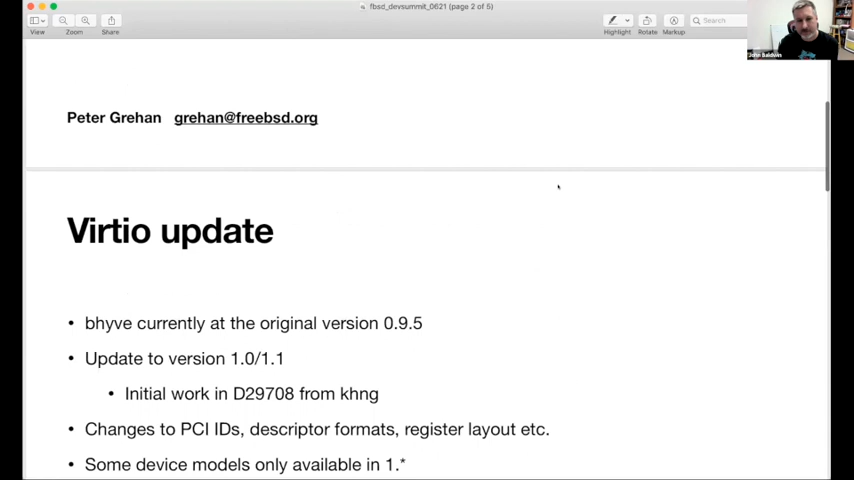 fbsd_devsummit_0621 (page 2 of 5)
View
Zoom
Share
Highlight
Rotate
Markup
Search
John Baldwin
Peter Grehan grehan@freebsd.org
Virtio update
• bhyve currently at the original version 0.9.5
• Update to version 1.0/1.1
• Initial work in D29708 from khng
• Changes to PCI IDs, descriptor formats, register layout etc.
• Some device models only available in 1.*